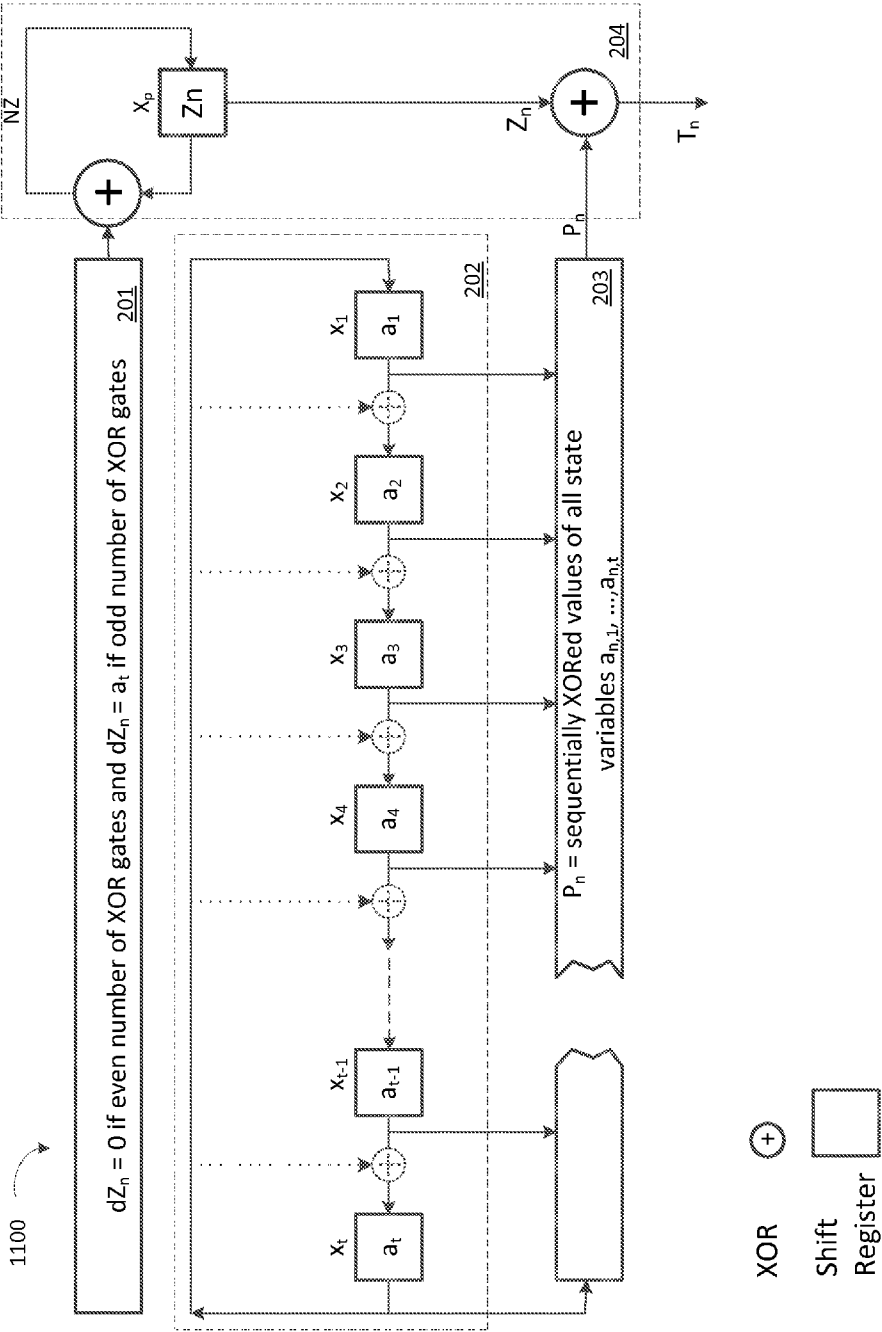 1100
dZₙ = 0 if even number of XOR gates and dZₙ = aₜ if odd number of XOR gates
201
NZ
Xₚ
Zn
xₜ
xₜ₋₁
x₄
x₃
x₂
x₁
aₜ
aₜ₋₁
a₄
a₃
a₂
a₁
202
Zₙ
Pₙ
Pₙ = sequentially XORed values of all state
variables aₙ,₁, ...,aₙ,ₜ
203
204
Tₙ
XOR
Shift
Register